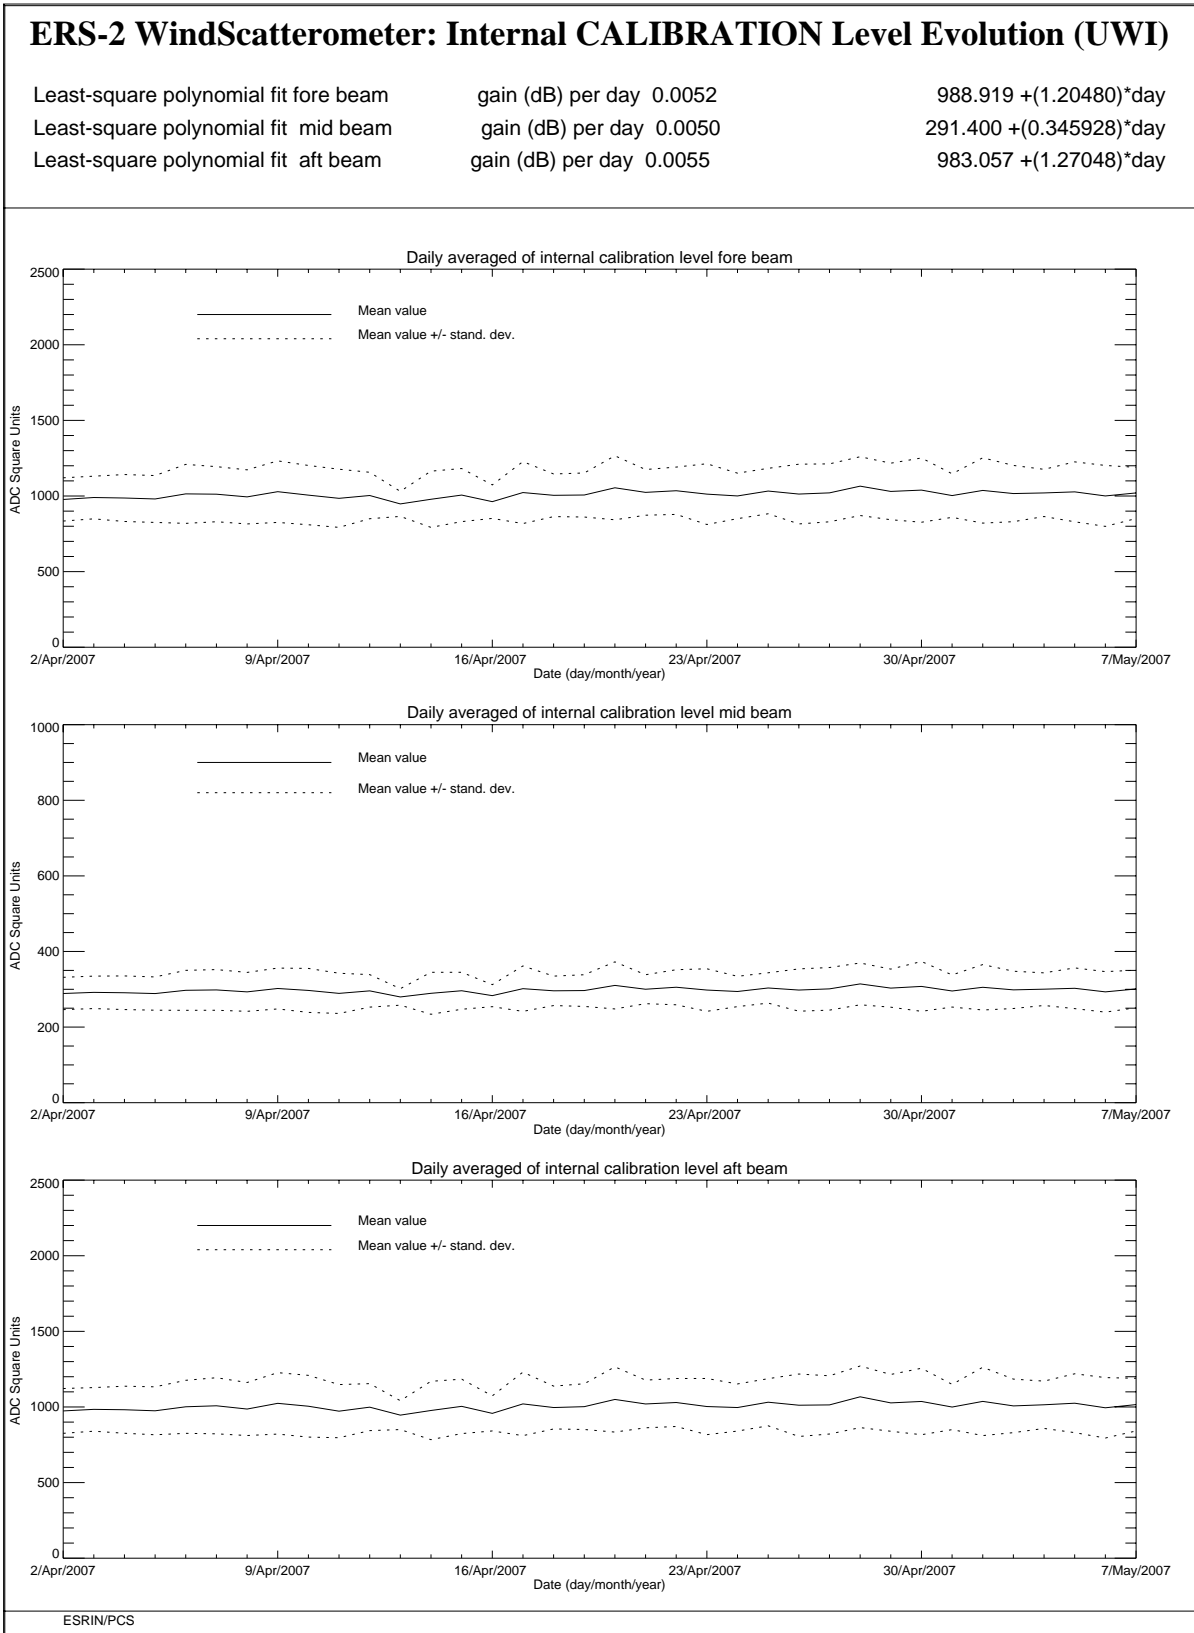 ERS-2 WindScatterometer: Internal CALIBRATION Level Evolution (UWI)
Least-square polynomial fit fore beam gain (dB) per day 0.0052 988.919 +(1.20480)*day
Least-square polynomial fit mid beam gain (dB) per day 0.0050 291.400 +(0.345928)*day
Least-square polynomial fit aft beam gain (dB) per day 0.0055 983.057 +(1.27048)*day
Daily averaged of internal calibration level fore beam
2500
2000
1500
1000
500
0
ADC Square Units
Mean value
Mean value +/- stand. dev.
2/Apr/2007 9/Apr/2007 16/Apr/2007 23/Apr/2007 30/Apr/2007 7/May/2007
Date (day/month/year)
Daily averaged of internal calibration level mid beam
1000
800
600
400
200
0
ADC Square Units
Mean value
Mean value +/- stand. dev.
2/Apr/2007 9/Apr/2007 16/Apr/2007 23/Apr/2007 30/Apr/2007 7/May/2007
Date (day/month/year)
Daily averaged of internal calibration level aft beam
2500
2000
1500
1000
500
0
ADC Square Units
Mean value
Mean value +/- stand. dev.
2/Apr/2007 9/Apr/2007 16/Apr/2007 23/Apr/2007 30/Apr/2007 7/May/2007
Date (day/month/year)
ESRIN/PCS